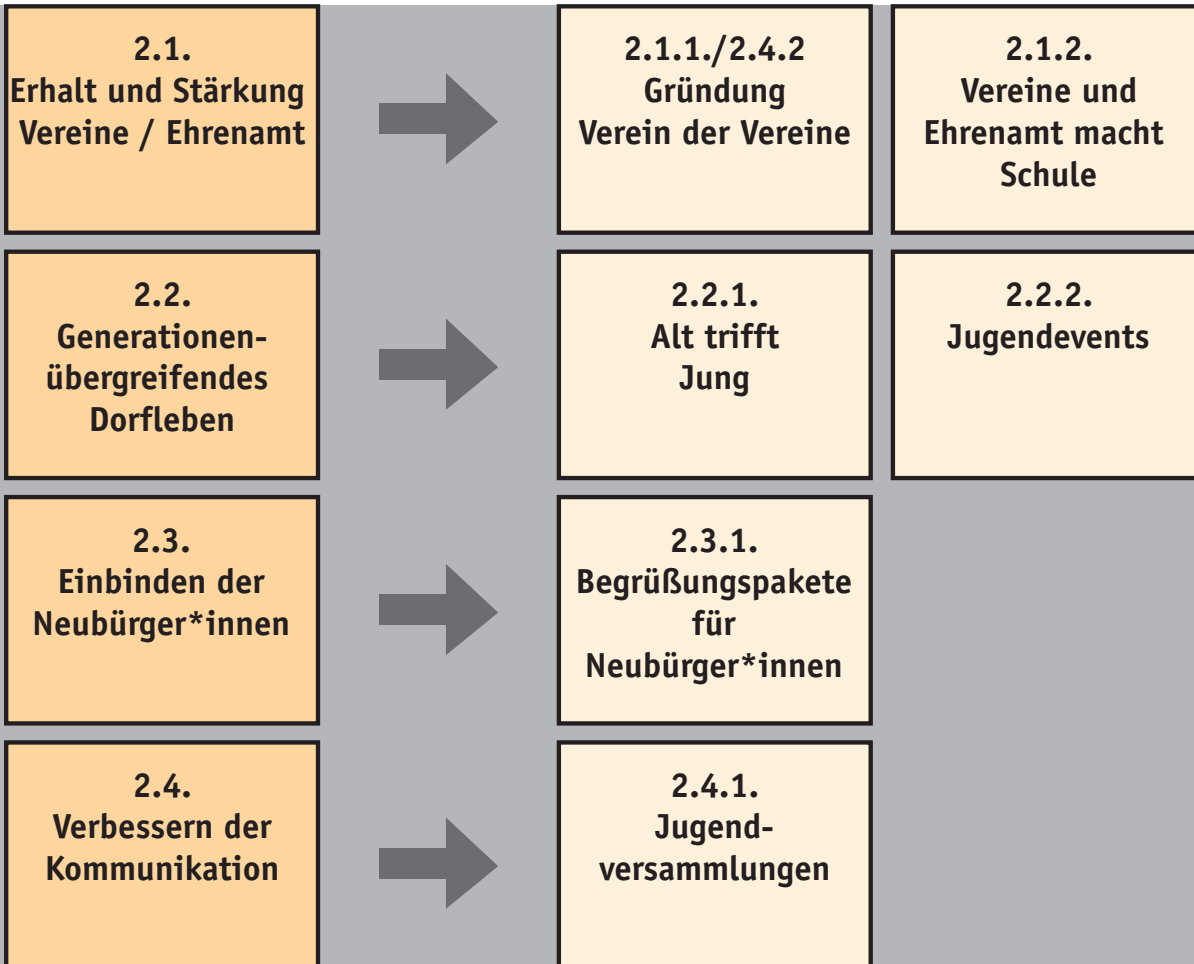 2.1.
Erhalt und Stärkung
Vereine / Ehrenamt
2.1.1./2.4.2
Gründung
Verein der Vereine
2.1.2.
Vereine und
Ehrenamt macht
Schule
2.2.
Generationen-
übergreifendes
Dorfleben
2.2.1.
Alt trifft
Jung
2.2.2.
Jugendevents
2.3.
Einbinden der
Neubürger*innen
2.3.1.
Begrüßungspakete
für
Neubürger*innen
2.4.
Verbessern der
Kommunikation
2.4.1.
Jugend-
versammlungen